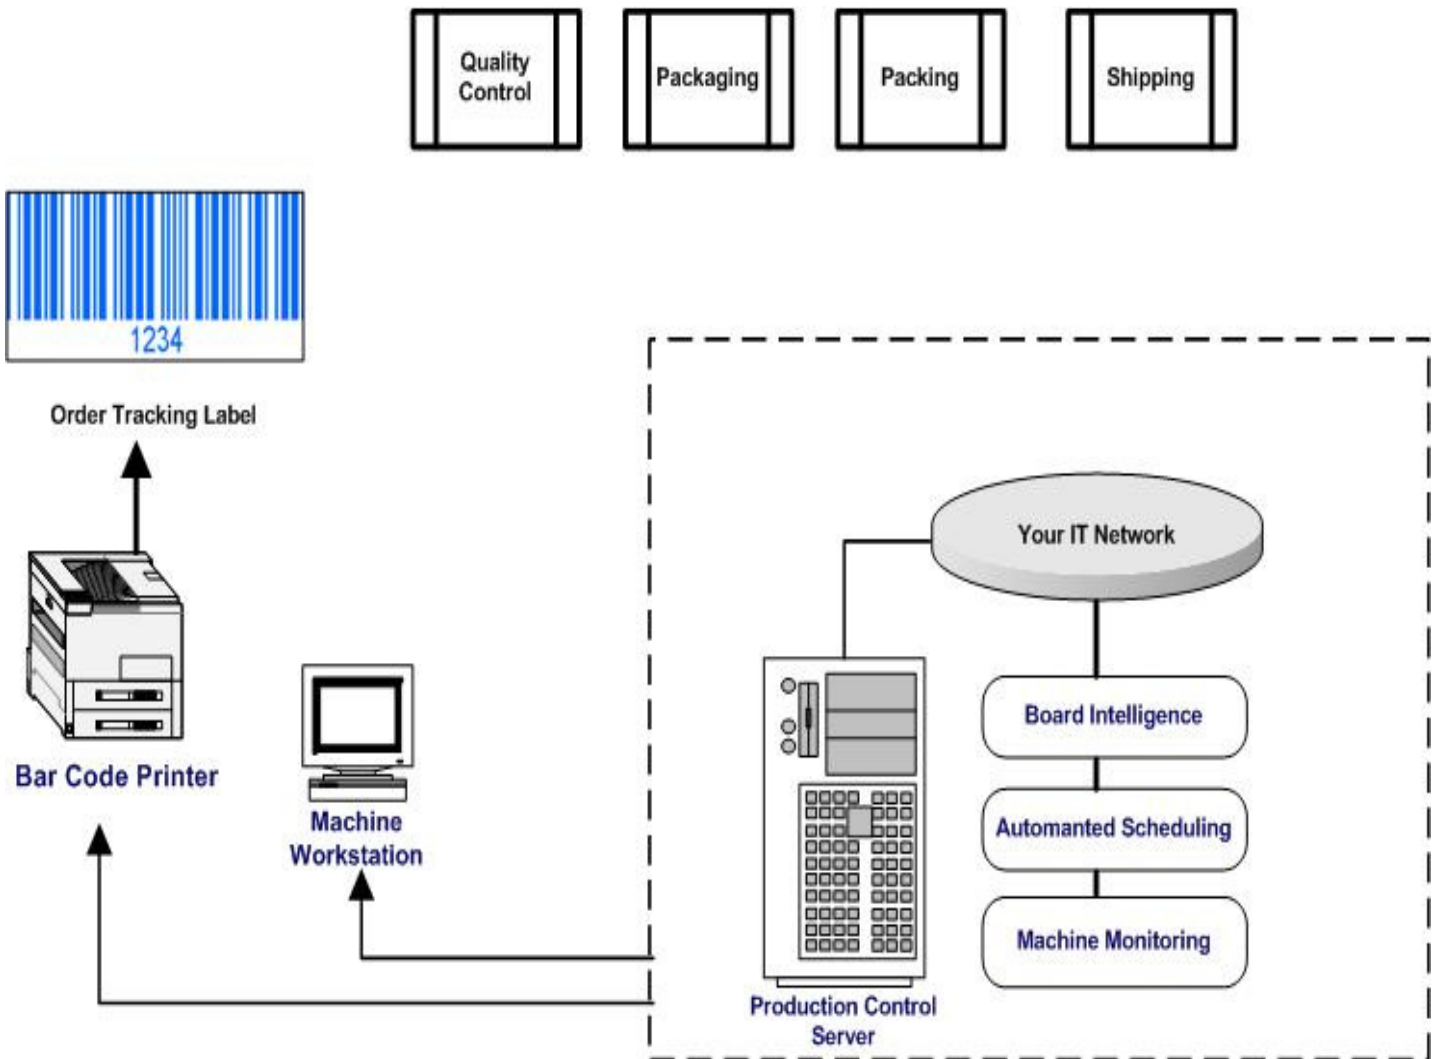 Quality
Control
Packaging
Packing
Shipping
1234
Order Tracking Label
Your IT Network
Board Intelligence
Bar Code Printer
Machine
Workstation
Automanted Scheduling
Machine Monitoring
Production Control
Server